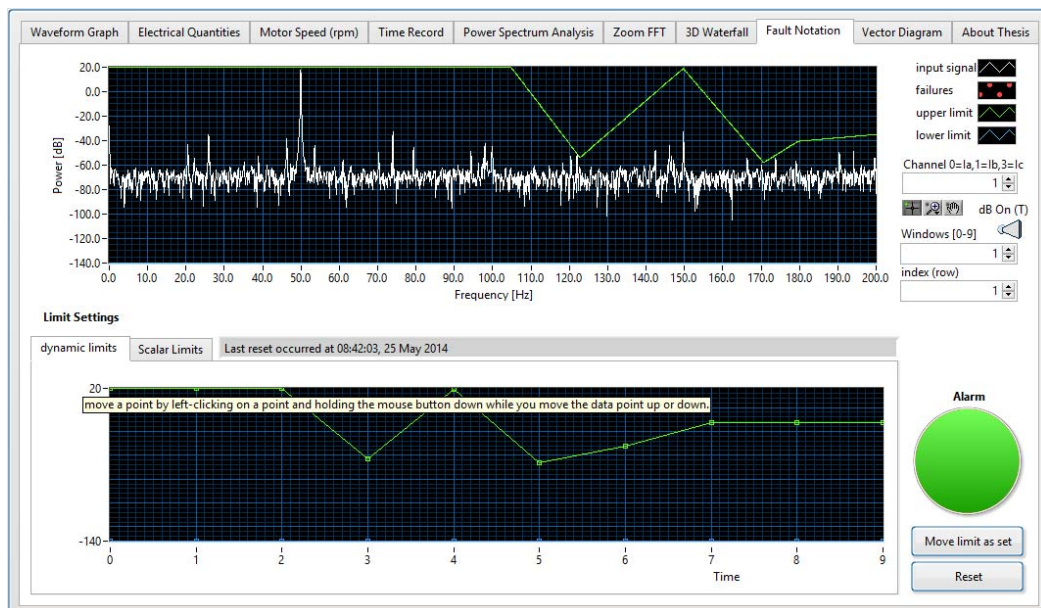 Waveform Graph Electrical Quantities Motor Speed (rpm) Time Record Power Spectrum Analysis Zoom FFT 3D Waterfall Fault Notation Vector Diagram About Thesis
input signal
failures
upper limit
lower limit
Channel 0=Ia,1=Ib,3=Ic
1
dB On (T)
Windows [0-9]
1
index (row)
1
Power [dB]
20.0
0.0
-20.0
-40.0
-60.0
-80.0
-100.0
-120.0
-140.0
0.0 10.0 20.0 30.0 40.0 50.0 60.0 70.0 80.0 90.0 100.0 110.0 120.0 130.0 140.0 150.0 160.0 170.0 180.0 190.0 200.0
Frequency [Hz]
Limit Settings
dynamic limits Scalar Limits Last reset occurred at 08:42:03, 25 May 2014
20
move a point by left-clicking on a point and holding the mouse button down while you move the data point up or down.
-140
0 1 2 3 4 5 6 7 8 9
Time
Alarm
Move limit as set
Reset